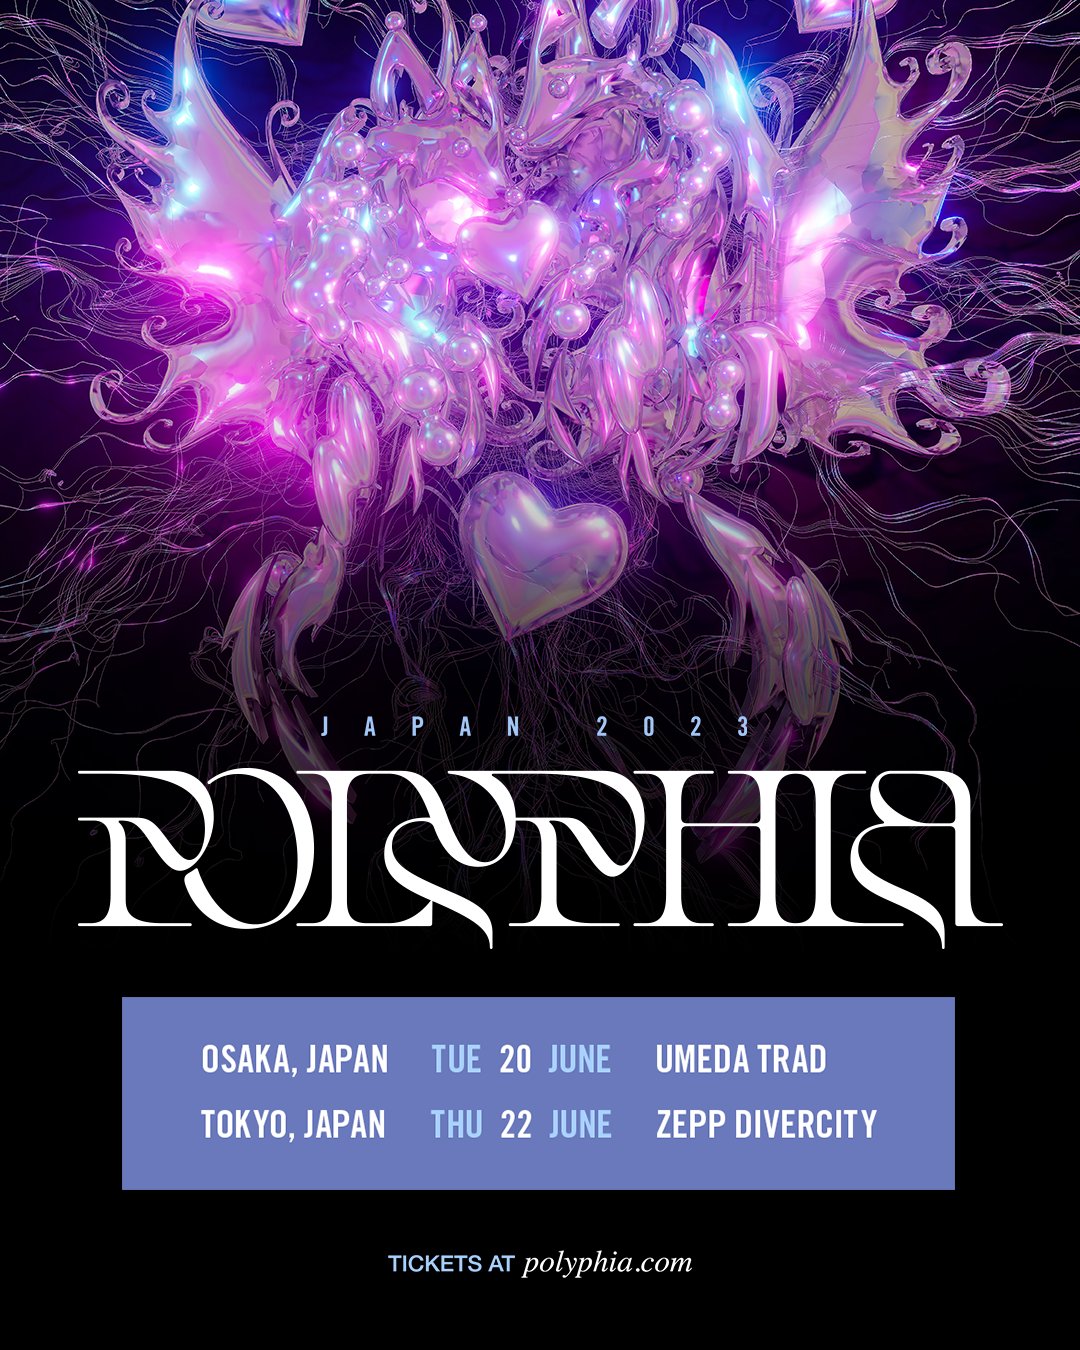 JAPAN 2023
POLYPHIA
OSAKA, JAPAN TUE 20 JUNE UMEDA TRAD
TOKYO, JAPAN THU 22 JUNE ZEPP DIVERCITY
TICKETS AT polyphia.com